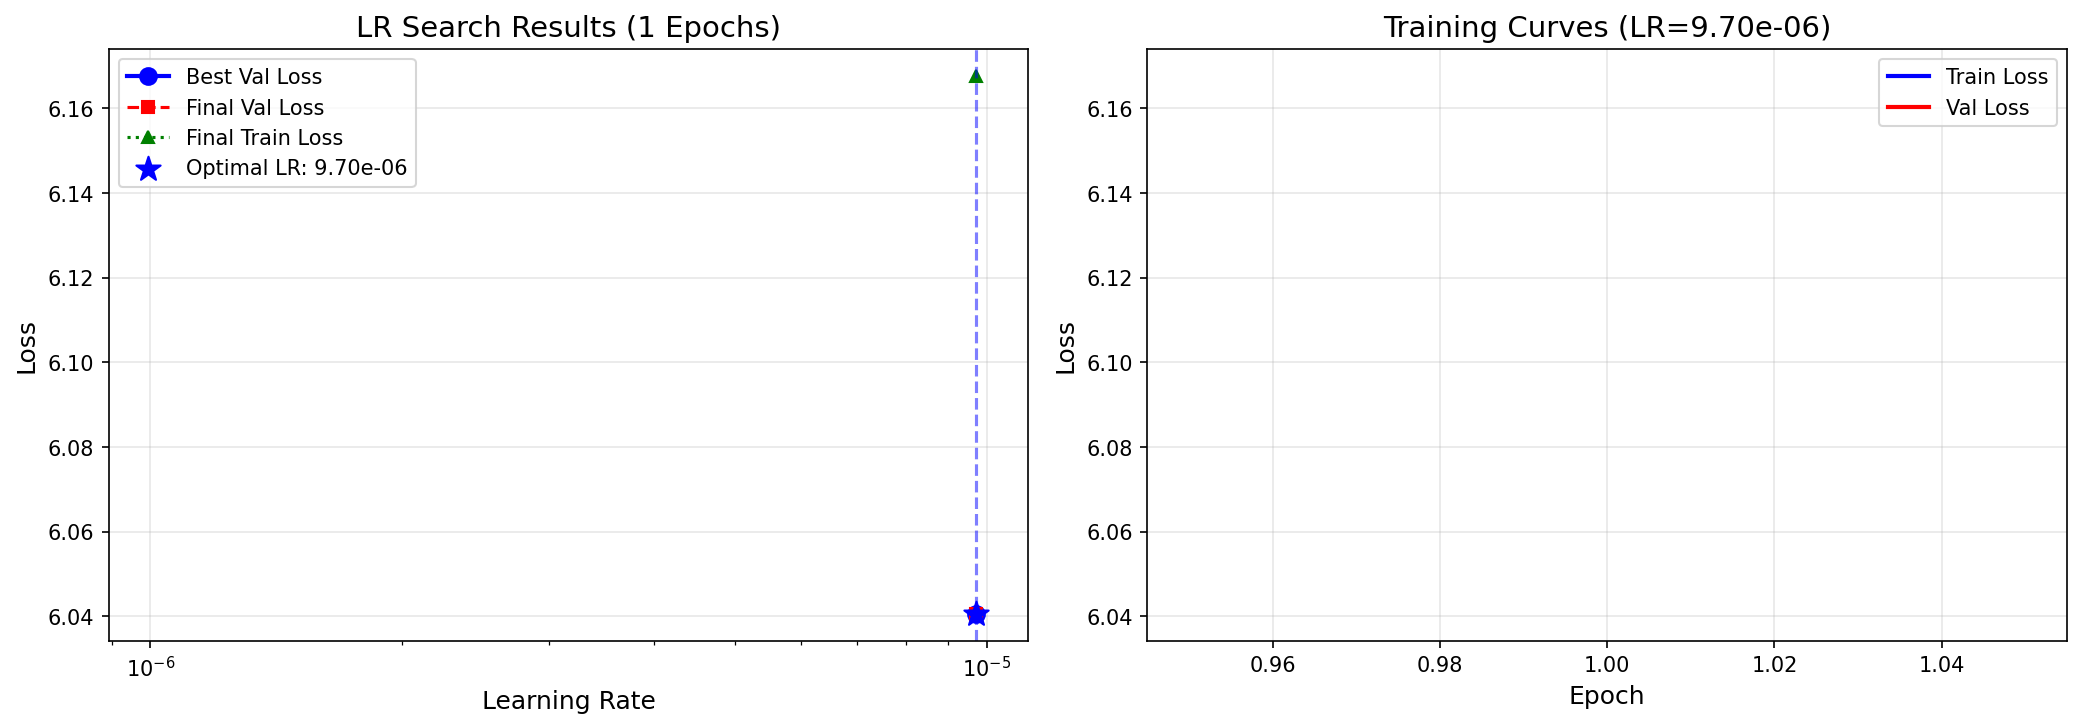 LR Search Results (1 Epochs)
Best Val Loss
Final Val Loss
Final Train Loss
Optimal LR: 9.70e-06
6.16
6.14
6.12
6.10
6.08
6.06
6.04
Loss
10⁻⁶
10⁻⁵
Learning Rate
Training Curves (LR=9.70e-06)
Train Loss
Val Loss
6.16
6.14
6.12
6.10
6.08
6.06
6.04
Loss
0.96
0.98
1.00
1.02
1.04
Epoch